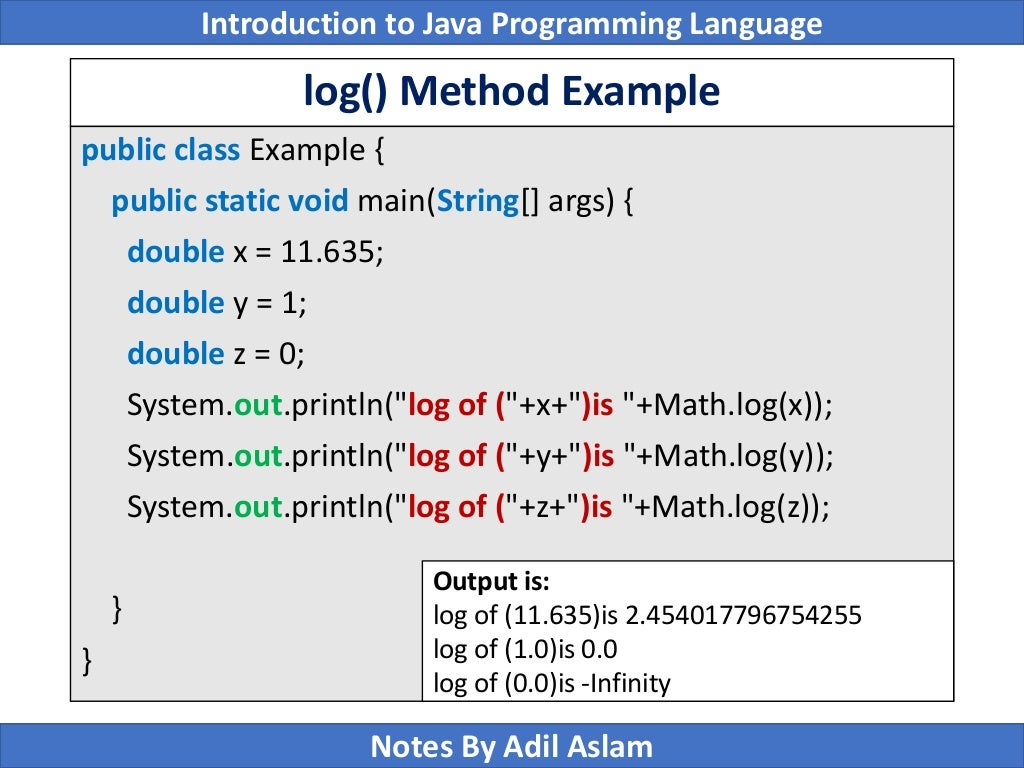 Introduction to Java Programming Language
log() Method Example
public class Example {
public static void main(String[] args) {
double x = 11.635;
double y = 1;
double z = 0;
System.out.println("log of ("+x+")is "+Math.log(x));
System.out.println("log of ("+y+")is "+Math.log(y));
System.out.println("log of ("+z+")is "+Math.log(z));
}
}
Output is:
log of (11.635)is 2.454017796754255
log of (1.0)is 0.0
log of (0.0)is -Infinity
Notes By Adil Aslam